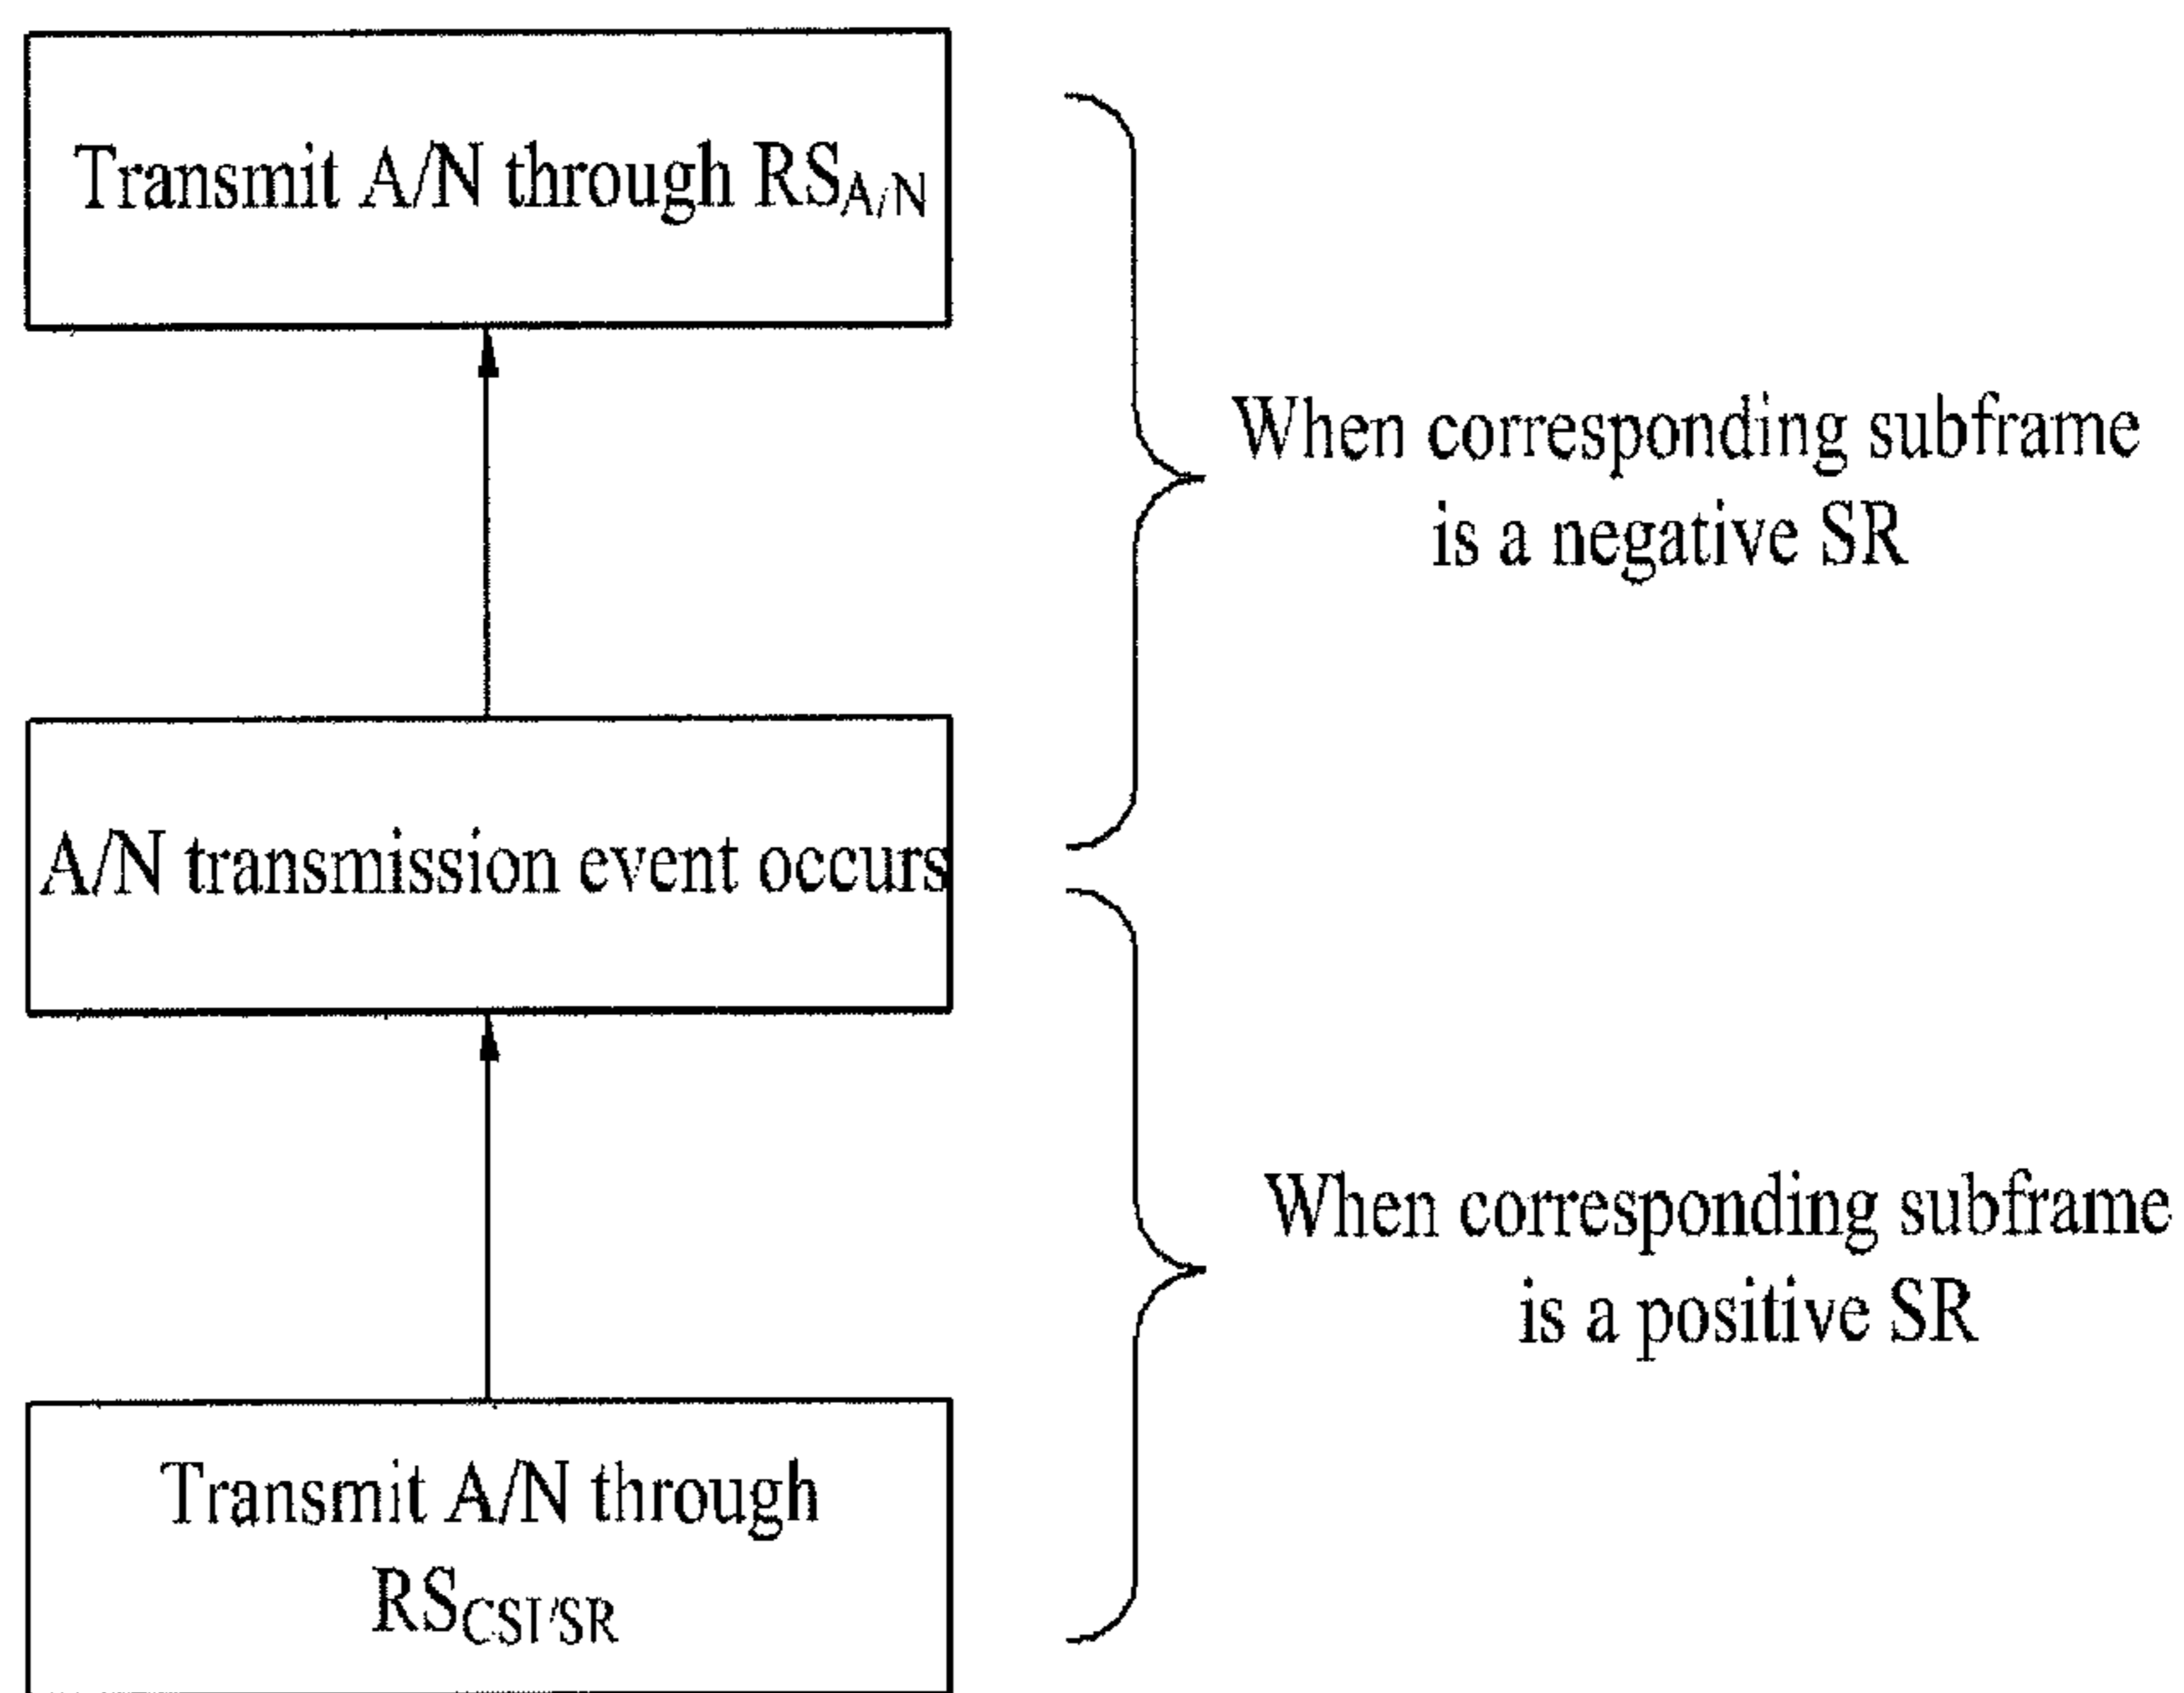 Transmit A/N through RSA/N
When corresponding subframe
is a negative SR
A/N transmission event occurs
When corresponding subframe
is a positive SR
Transmit A/N through
RSCSI/SR